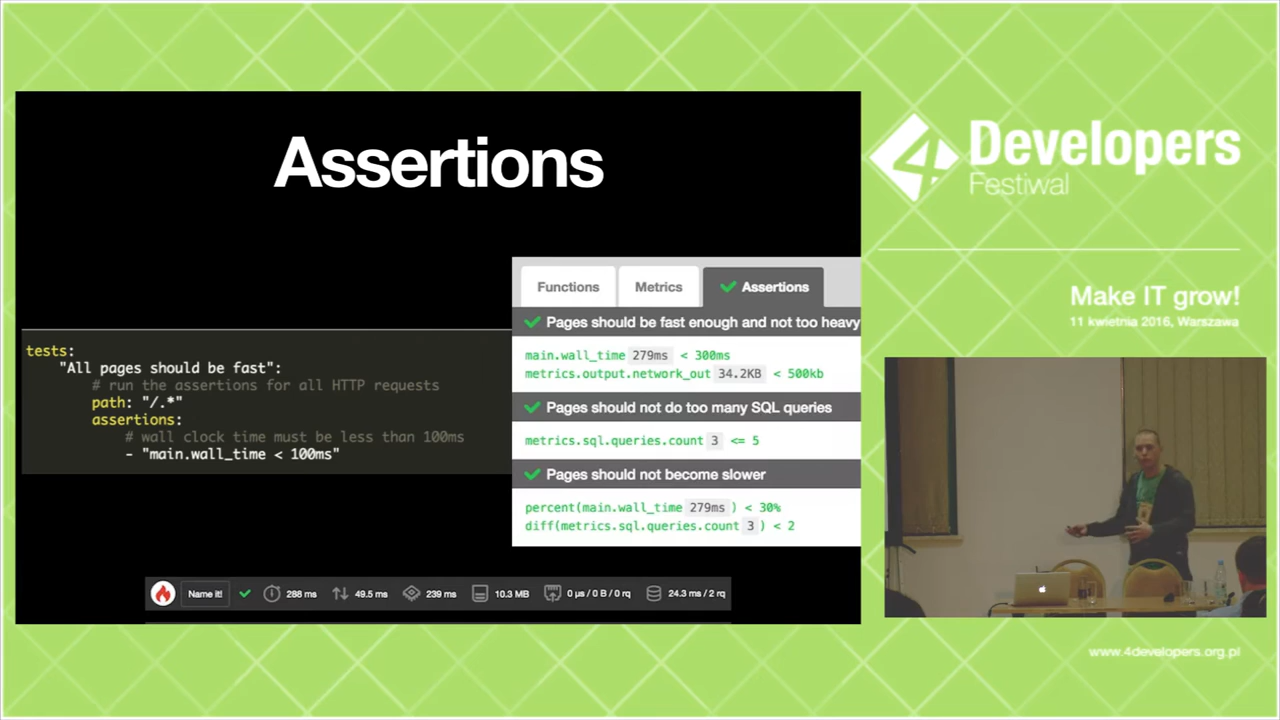 Assertions
tests:
"All pages should be fast":
# run the assertions for all HTTP requests
path: "/.*"
assertions:
# wall clock time must be less than 100ms
- "main.wall_time < 100ms"
Functions Metrics Assertions
Pages should be fast enough and not too heavy
main.wall_time 279ms < 300ms
metrics.output.network_out 34.2KB < 500kb
Pages should not do too many SQL queries
metrics.sql.queries.count 3 <= 5
Pages should not become slower
percent(main.wall_time 279ms ) < 30%
diff(metrics.sql.queries.count 3 ) < 2
Name it! 288 ms 49.5 ms 239 ms 10.3 MB 0 µs / 0 B / 0 rq 24.3 ms / 2 rq
4Developers
Festiwal
Make IT grow!
11 kwietnia 2016, Warszawa
www.4developers.org.pl